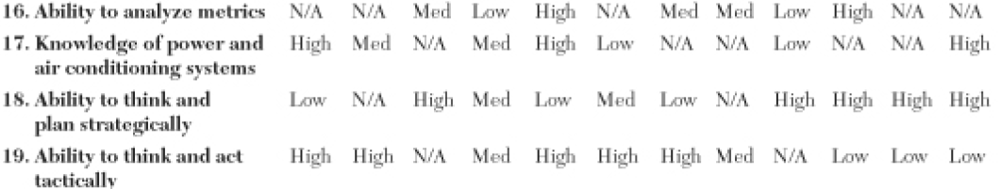 16. Ability to analyze metrics N/A N/A Med Low High N/A Med Med Low High N/A N/A
17. Knowledge of power and High Med N/A Med High Low N/A N/A Low N/A N/A High
air conditioning systems
18. Ability to think and Low N/A High Med Low Med Low N/A High High High High
plan strategically
19. Ability to think and act High High N/A Med High High High Med N/A Low Low Low
tactically